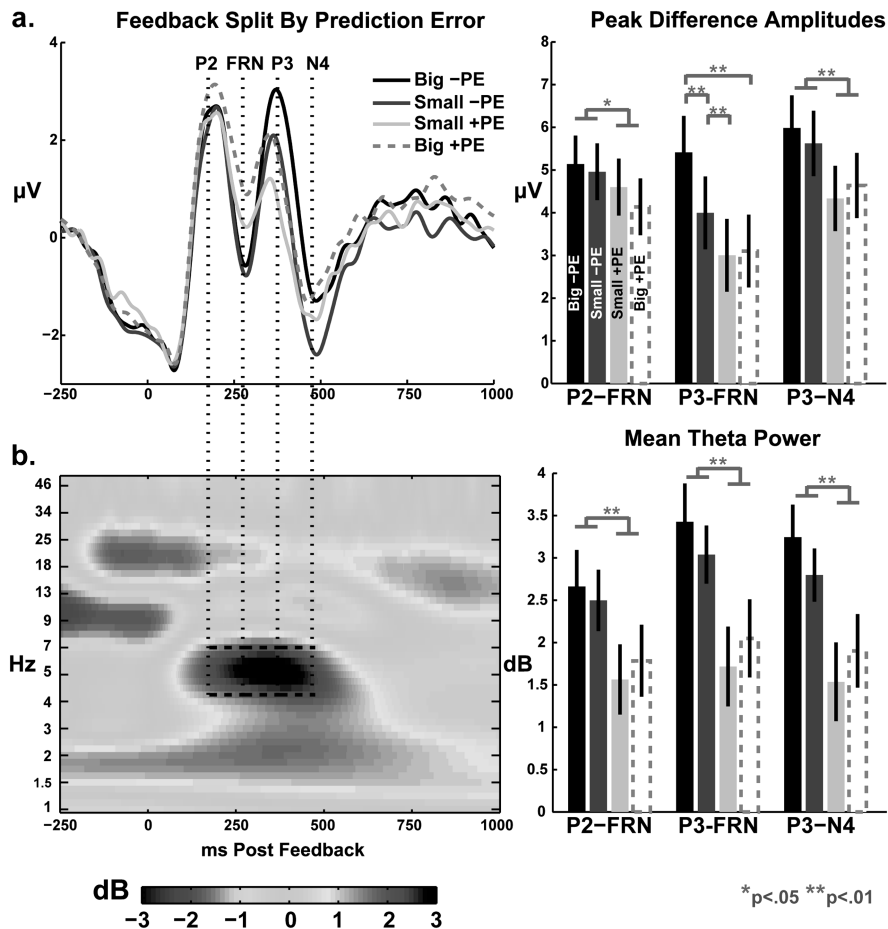 a. Feedback Split By Prediction Error
Peak Difference Amplitudes
4
2
0
−2
µV
P2 FRN P3 N4
Big −PE
Small −PE
Small +PE
Big +PE
−250 0 250 500 750 1000
8
7
6
5
4
3
2
1
0
µV
* ** ** ** **
Big −PE
Small −PE
Small +PE
Big +PE
P2−FRN P3-FRN P3−N4
b.
Mean Theta Power
46
34
25
18
13
9
7
5
4
3
2
1.5
1
Hz
−250 0 250 500 750 1000
ms Post Feedback
4
3.5
3
2.5
2
1.5
1
0.5
0
dB
** ** **
P2−FRN P3-FRN P3−N4
dB
−3 −2 −1 0 1 2 3
*p<.05 **p<.01